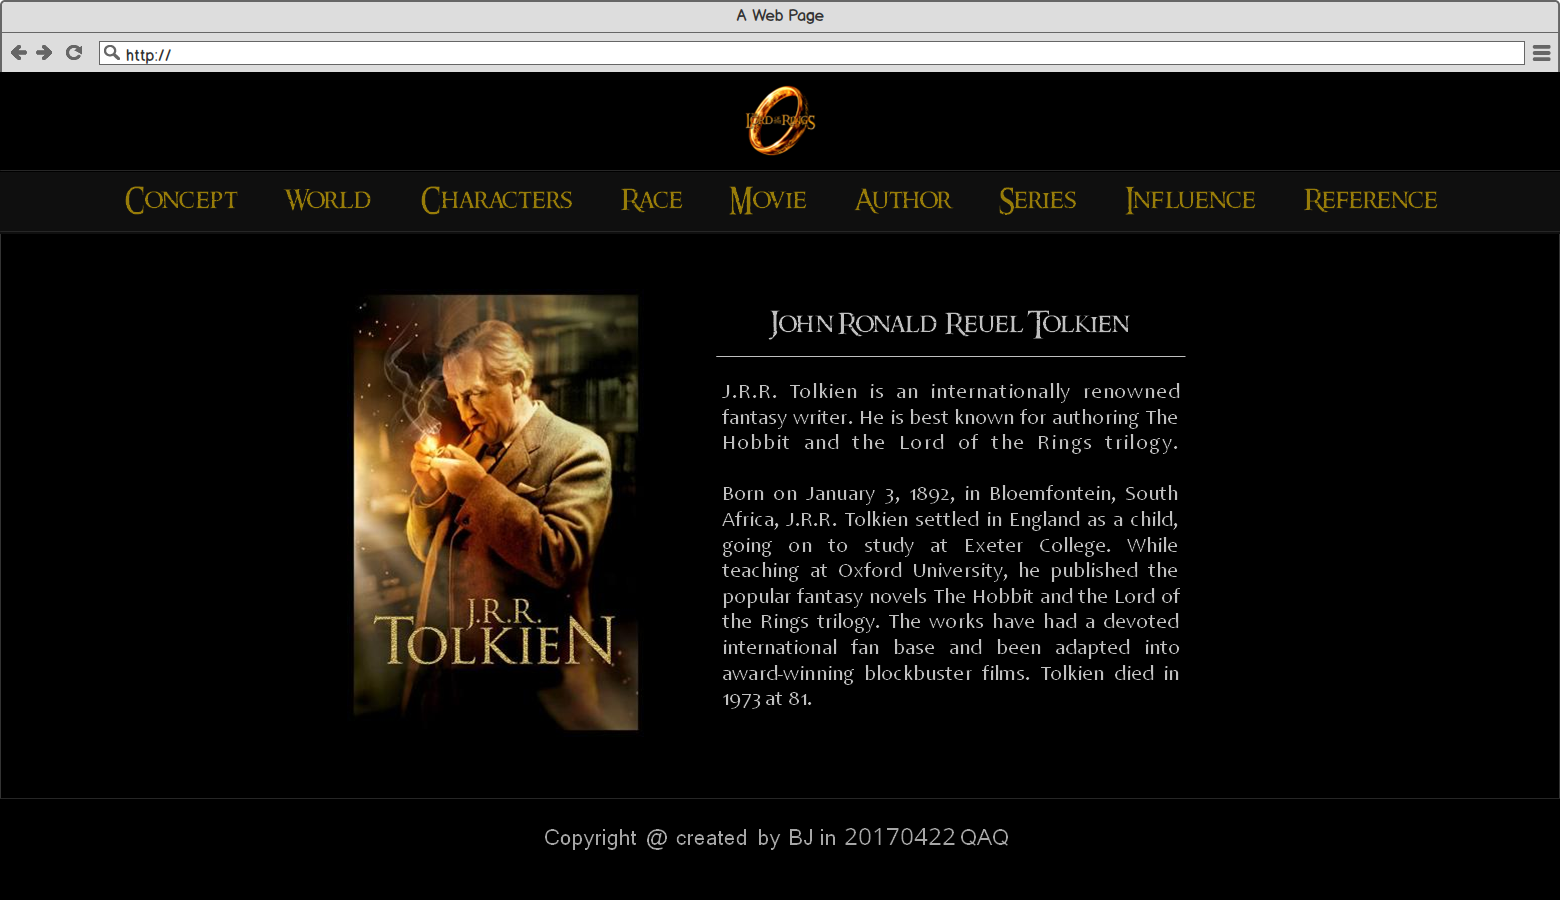 A Web Page
http://
LORD OF THE RINGS
CONCEPT WORLD CHARACTERS RACE MOVIE AUTHOR SERIES INFLUENCE REFERENCE
JOHN RONALD REUEL TOLKIEN
J.R.R. Tolkien is an internationally renowned
fantasy writer. He is best known for authoring The
Hobbit and the Lord of the Rings trilogy.
Born on January 3, 1892, in Bloemfontein, South
Africa, J.R.R. Tolkien settled in England as a child,
going on to study at Exeter College. While
teaching at Oxford University, he published the
popular fantasy novels The Hobbit and the Lord of
the Rings trilogy. The works have had a devoted
international fan base and been adapted into
award-winning blockbuster films. Tolkien died in
1973 at 81.
J.R.R.
TOLKIEN
Copyright @ created by BJ in 20170422 QAQ